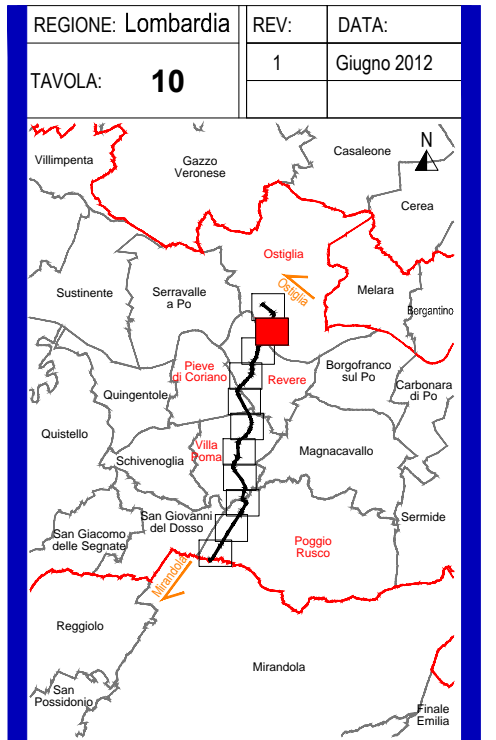 REGIONE: Lombardia
REV:
DATA:
TAVOLA: 10
1
Giugno 2012
N
Villimpenta
Gazzo
Veronese
Casaleone
Cerea
Ostiglia
Ostiglia
Sustinente
Serravalle
a Po
Melara
Bergantino
Pieve
di Coriano
Revere
Borgofranco
sul Po
Carbonara
di Po
Quingentole
Quistello
Schivenoglia
Villa
Poma
Magnacavallo
San Giovanni
del Dosso
Sermide
San Giacomo
delle Segnate
Poggio
Rusco
Mirandola
Reggiolo
Mirandola
San
Possidonio
Finale
Emilia